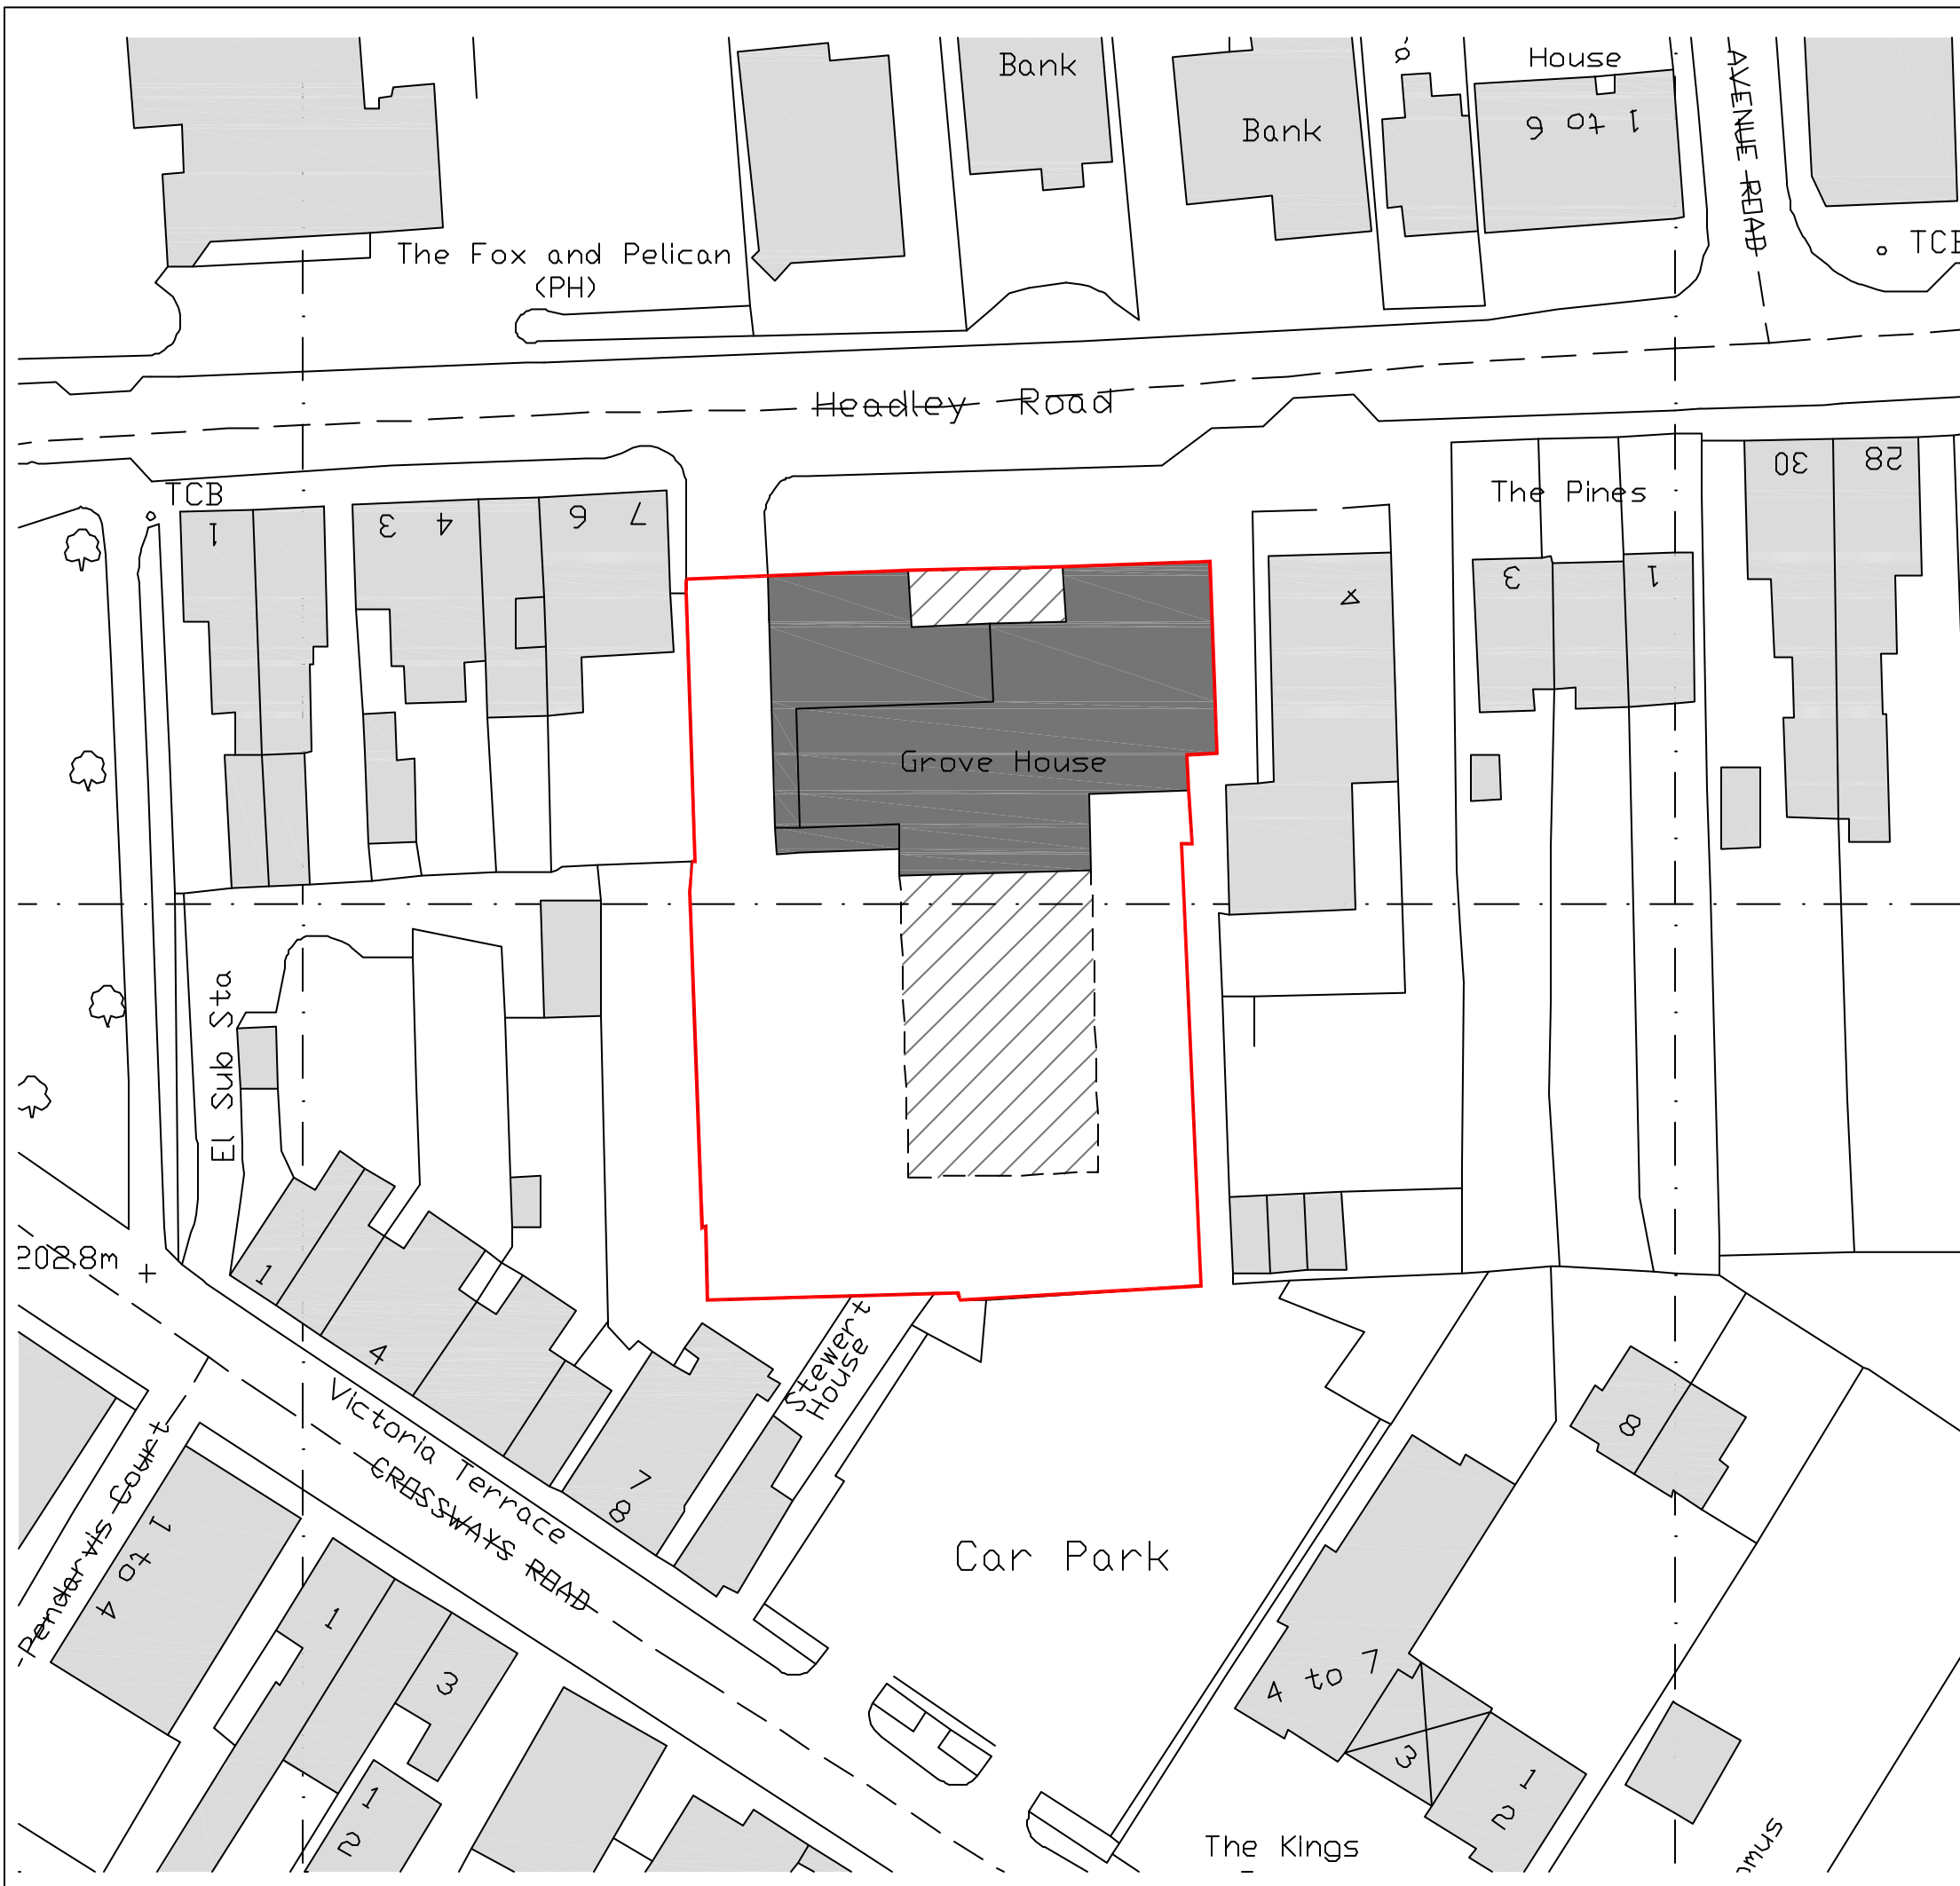 Bank
House
Bank
1 to 6
AVENUE ROAD
The Fox and Pelican
(PH)
Headley Road
TCB
1
3
4
6
7
The Pines
30
28
4
3
1
Grove House
El Sub Sta
202.8m
1
4
Victoria Terrace
CROSSWAYS ROAD
7
8
Stewert
House
Pendarvis Court
1 to 4
1
3
1
2
Car Park
8
4 to 7
3
1
2
The Kings